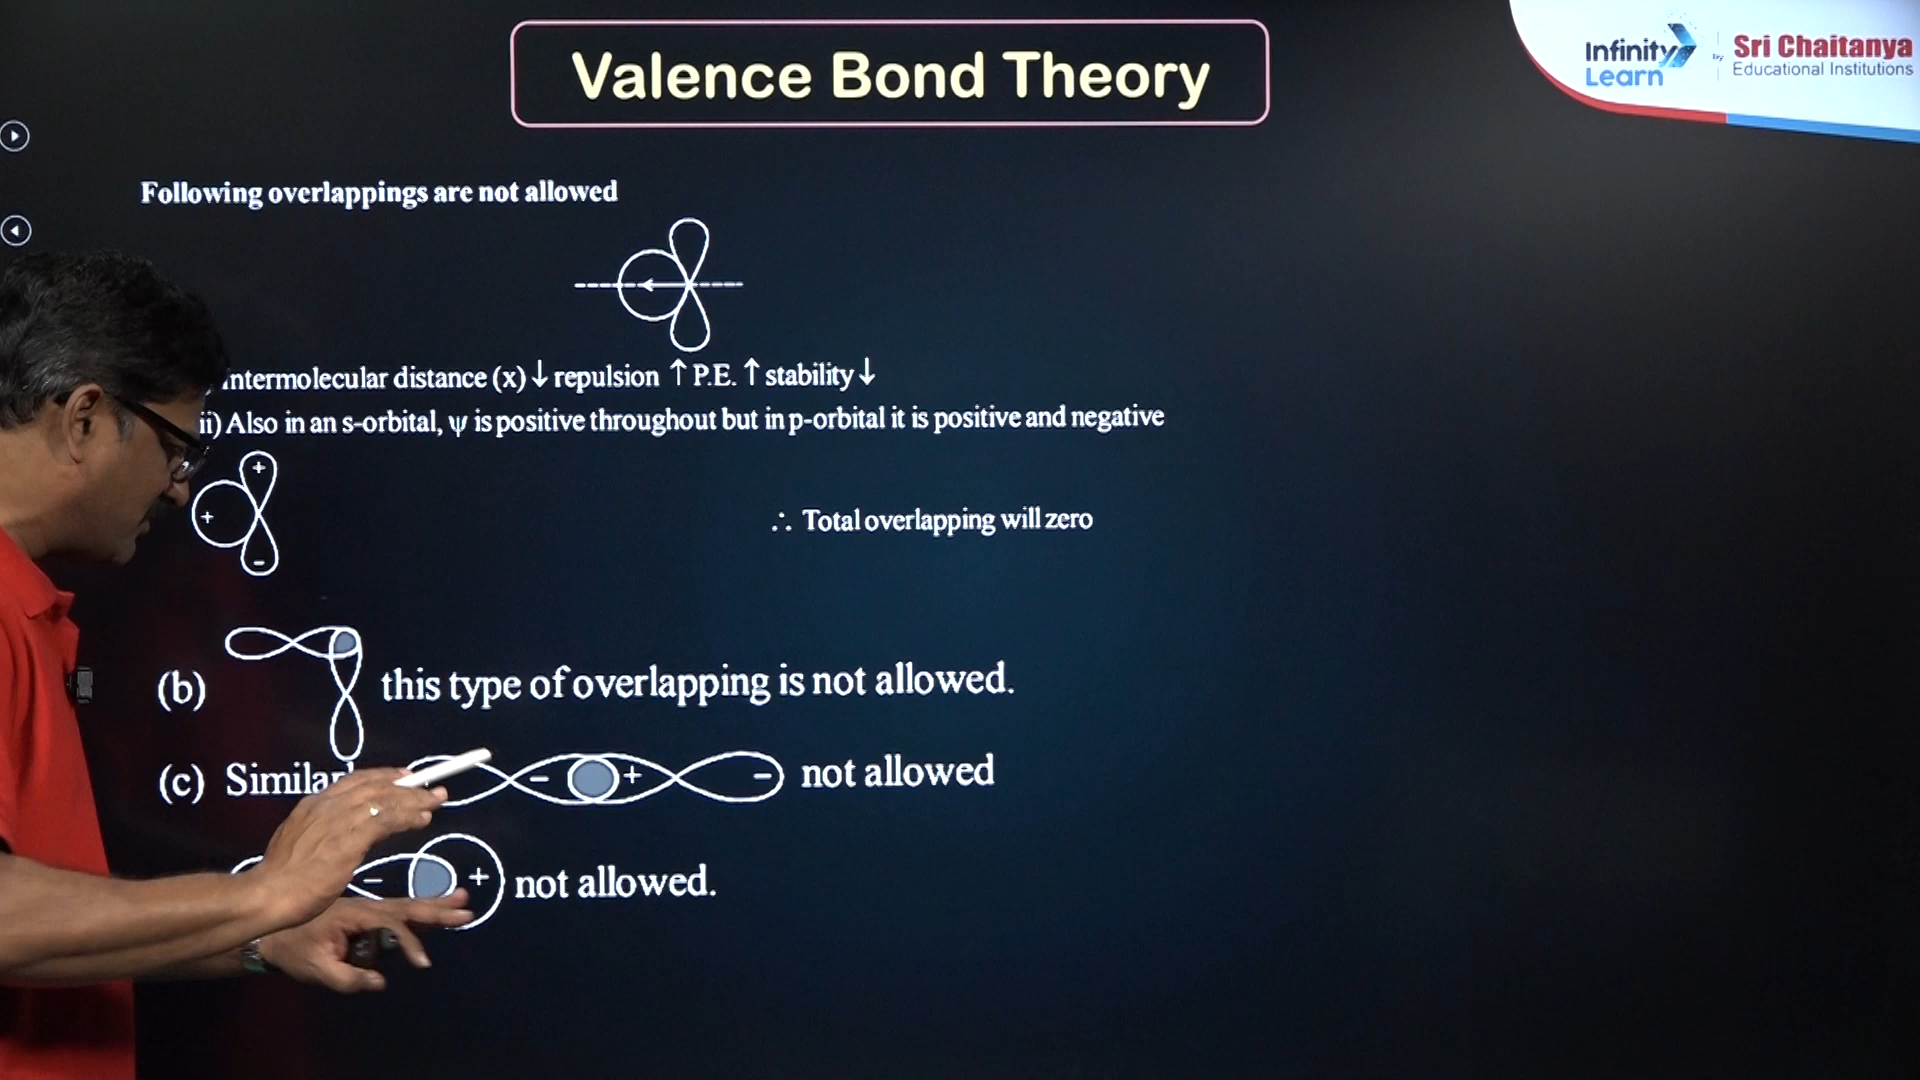 Valence Bond Theory
Infinity Learn
by
Sri Chaitanya
Educational Institutions
Following overlappings are not allowed
intermolecular distance (x) ↓ repulsion ↑ P.E. ↑ stability ↓
ii) Also in an s-orbital, ψ is positive throughout but in p-orbital it is positive and negative
+
+
-
∴ Total overlapping will zero
(b) this type of overlapping is not allowed.
(c) - + - not allowed
- + not allowed.